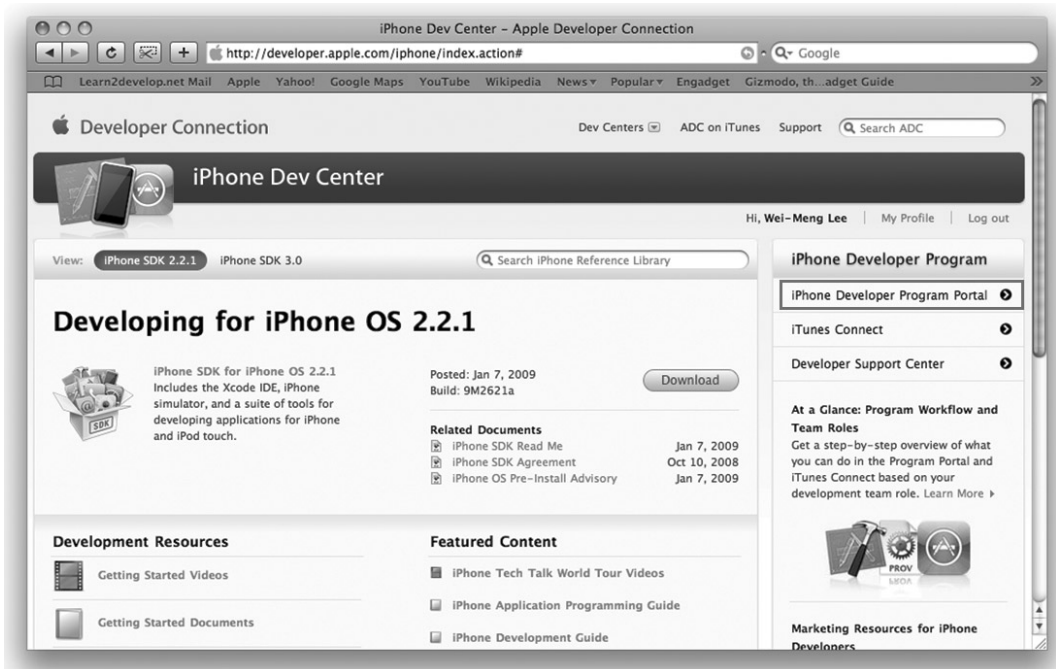 iPhone Dev Center – Apple Developer Connection
http://developer.apple.com/iphone/index.action#
Google
Learn2develop.net Mail Apple Yahoo! Google Maps YouTube Wikipedia News Popular Engadget Gizmodo, th...adget Guide
Developer Connection
Dev Centers ADC on iTunes Support Search ADC
iPhone Dev Center
Hi, Wei-Meng Lee My Profile Log out
View: iPhone SDK 2.2.1 iPhone SDK 3.0
Search iPhone Reference Library
Developing for iPhone OS 2.2.1
SDK
iPhone SDK for iPhone OS 2.2.1
Includes the Xcode IDE, iPhone
simulator, and a suite of tools for
developing applications for iPhone
and iPod touch.
Posted: Jan 7, 2009
Build: 9M2621a
Download
Related Documents
iPhone SDK Read Me Jan 7, 2009
iPhone SDK Agreement Oct 10, 2008
iPhone OS Pre-Install Advisory Jan 7, 2009
Development Resources
Getting Started Videos
Getting Started Documents
Featured Content
iPhone Tech Talk World Tour Videos
iPhone Application Programming Guide
iPhone Development Guide
iPhone Developer Program
iPhone Developer Program Portal
iTunes Connect
Developer Support Center
At a Glance: Program Workflow and
Team Roles
Get a step-by-step overview of what
you can do in the Program Portal and
iTunes Connect based on your
development team role. Learn More
PROV
Marketing Resources for iPhone
Developers